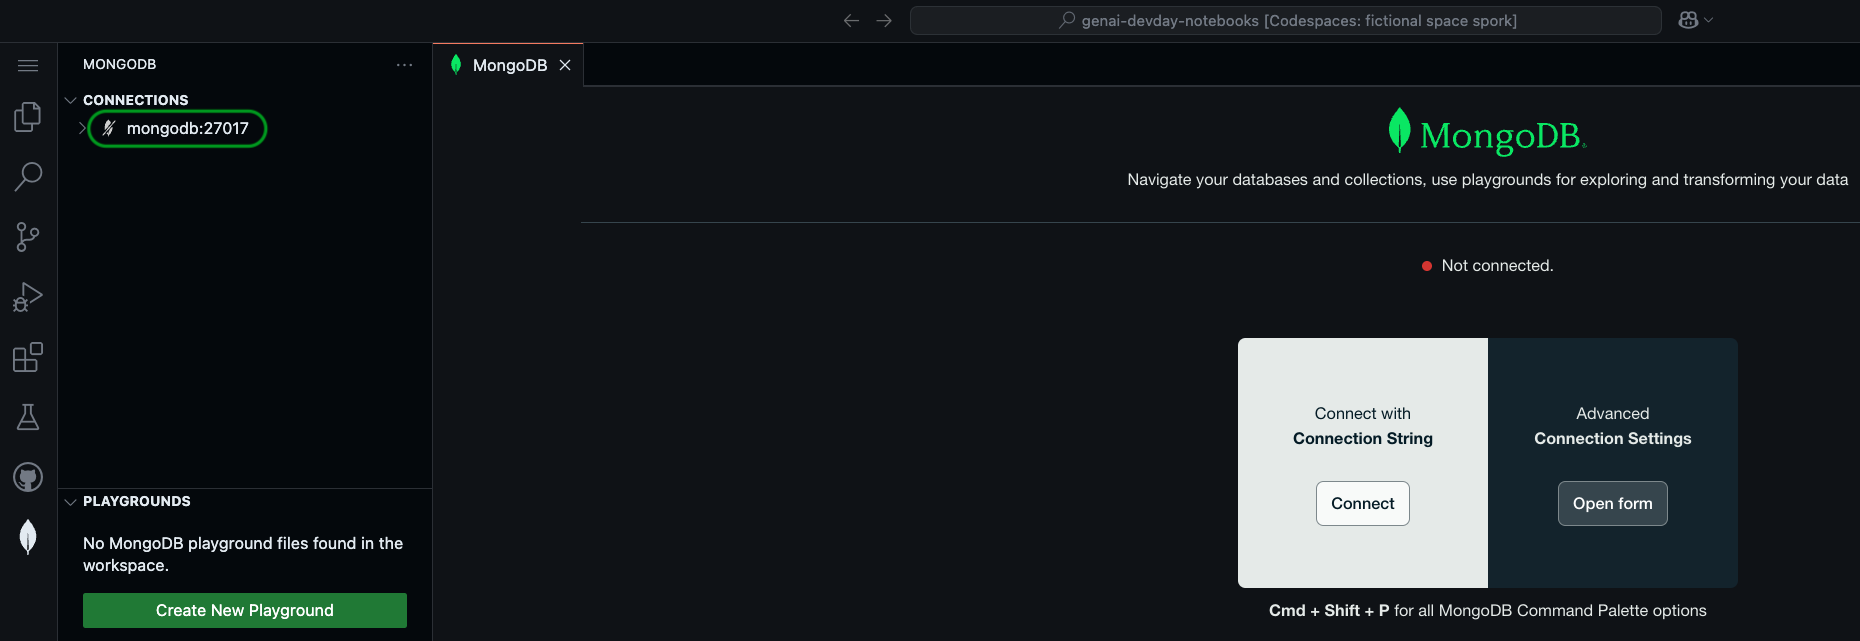 genai-devday-notebooks [Codespaces: fictional space spork]
MONGODB
CONNECTIONS
mongodb:27017
PLAYGROUNDS
No MongoDB playground files found in the
workspace.
Create New Playground
MongoDB
MongoDB.
Navigate your databases and collections, use playgrounds for exploring and transforming your data
Not connected.
Connect with
Connection String
Connect
Advanced
Connection Settings
Open form
Cmd + Shift + P for all MongoDB Command Palette options